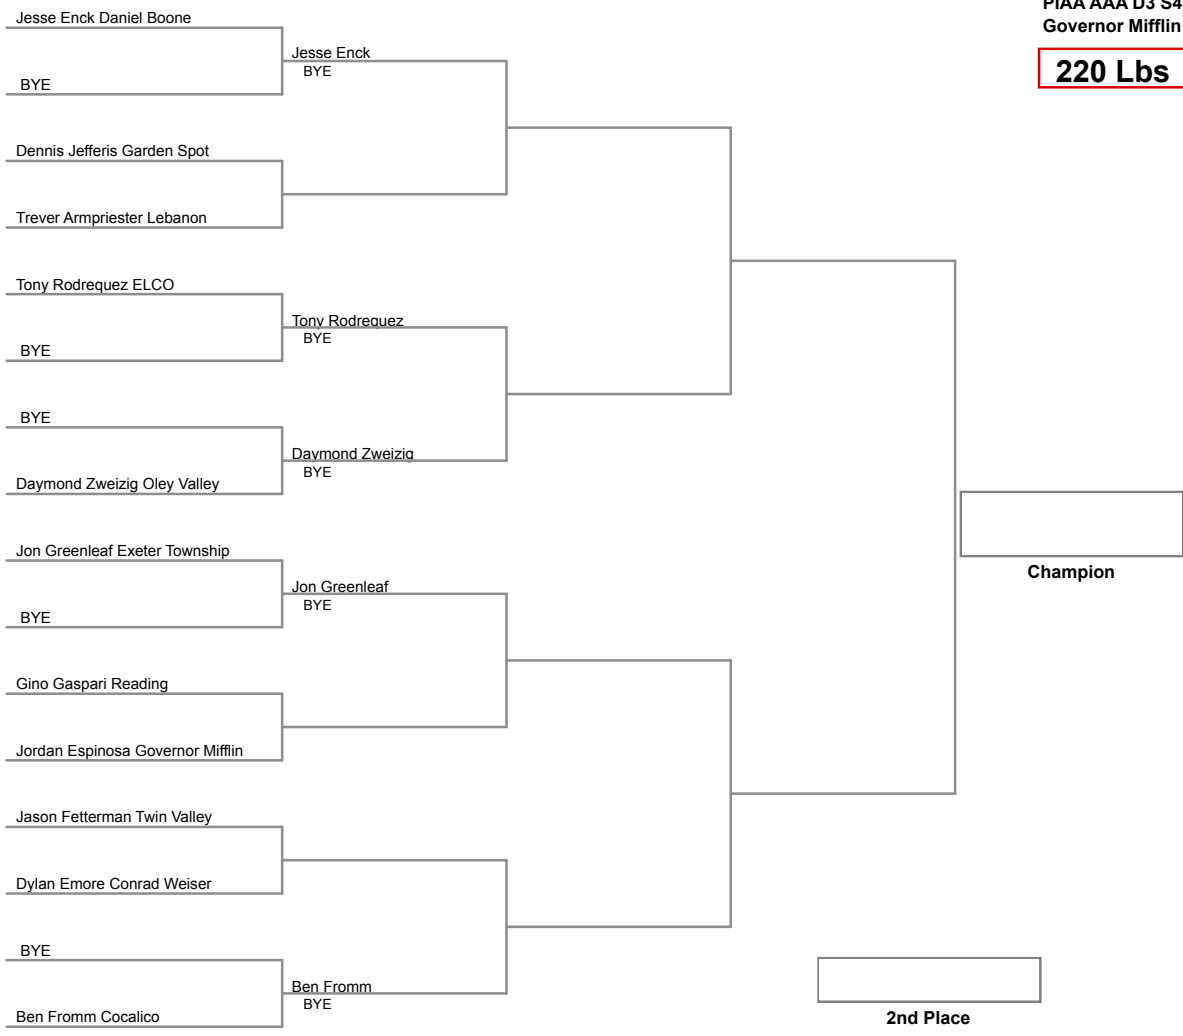 PIAA AAA D3 S4
Governor Mifflin
220 Lbs
Jesse Enck Daniel Boone
Jesse Enck
BYE
BYE
Dennis Jefferis Garden Spot
Trever Armpriester Lebanon
Tony Rodrequez ELCO
Tony Rodrequez
BYE
BYE
BYE
Daymond Zweizig
BYE
Daymond Zweizig Oley Valley
Jon Greenleaf Exeter Township
Jon Greenleaf
BYE
BYE
Champion
Gino Gaspari Reading
Jordan Espinosa Governor Mifflin
Jason Fetterman Twin Valley
Dylan Emore Conrad Weiser
BYE
Ben Fromm
BYE
Ben Fromm Cocalico
2nd Place